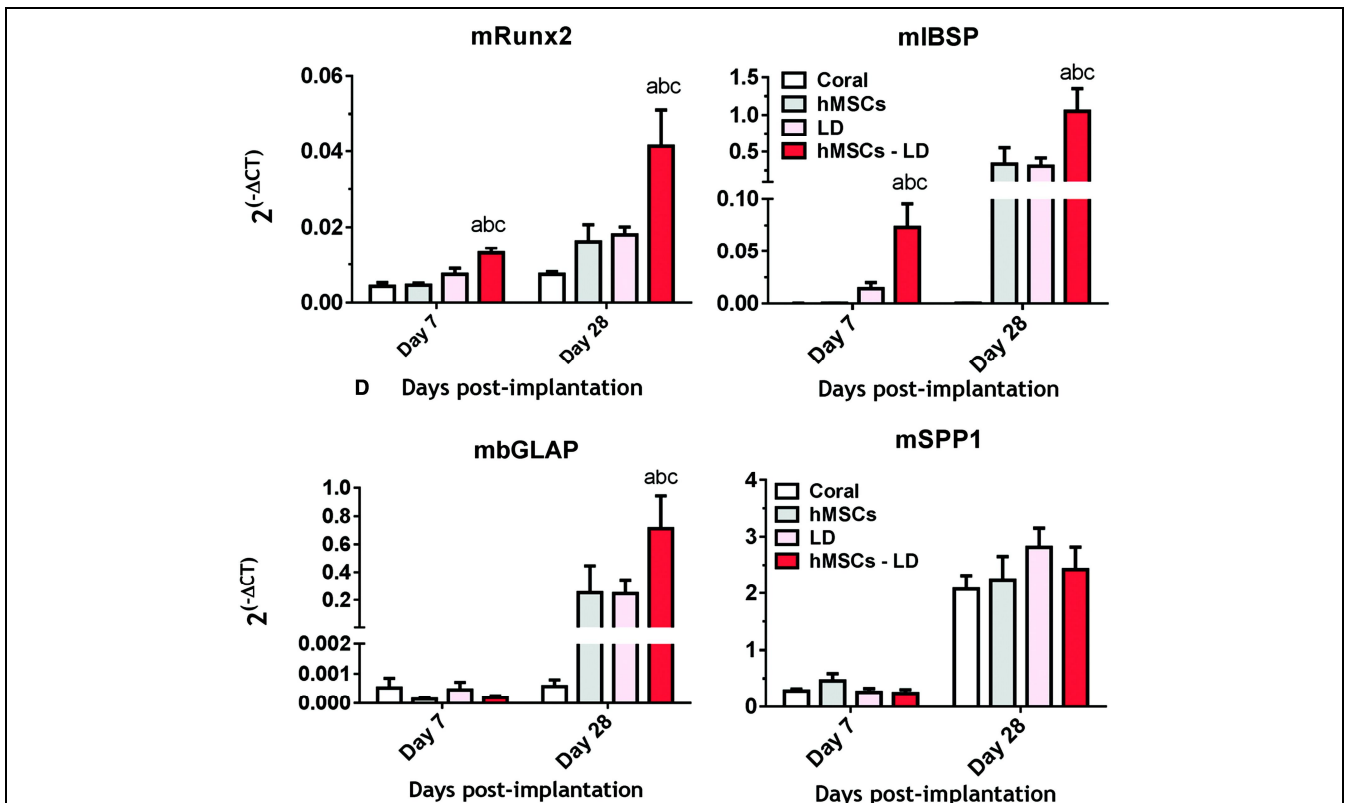 mRunx2
0.06
0.04
0.02
0.00
2(-ΔCT)
abc
abc
Day 7
Day 28
D Days post-implantation
mIBSP
1.5
1.0
0.5
0.10
0.05
0.00
Coral
hMSCs
LD
hMSCs - LD
abc
abc
Day 7
Day 28
Days post-implantation
mbGLAP
1.0
0.8
0.6
0.4
0.2
0.002
0.001
0.000
2(-ΔCT)
abc
Day 7
Day 28
Days post-implantation
mSPP1
4
3
2
1
0
Coral
hMSCs
LD
hMSCs - LD
Day 7
Day 28
Days post-implantation